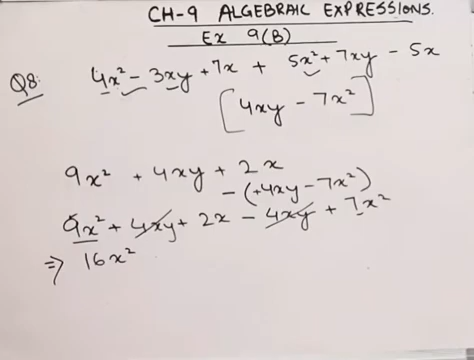 CH-9 ALGEBRAIC EXPRESSIONS.
Ex 9(B)
Q8. 4x² - 3xy + 7x + 5x² + 7xy - 5x
[4xy - 7x²]
9x² + 4xy + 2x
- (+4xy - 7x²)
9x² + 4xy + 2x - 4xy + 7x²
⇒ 16x²